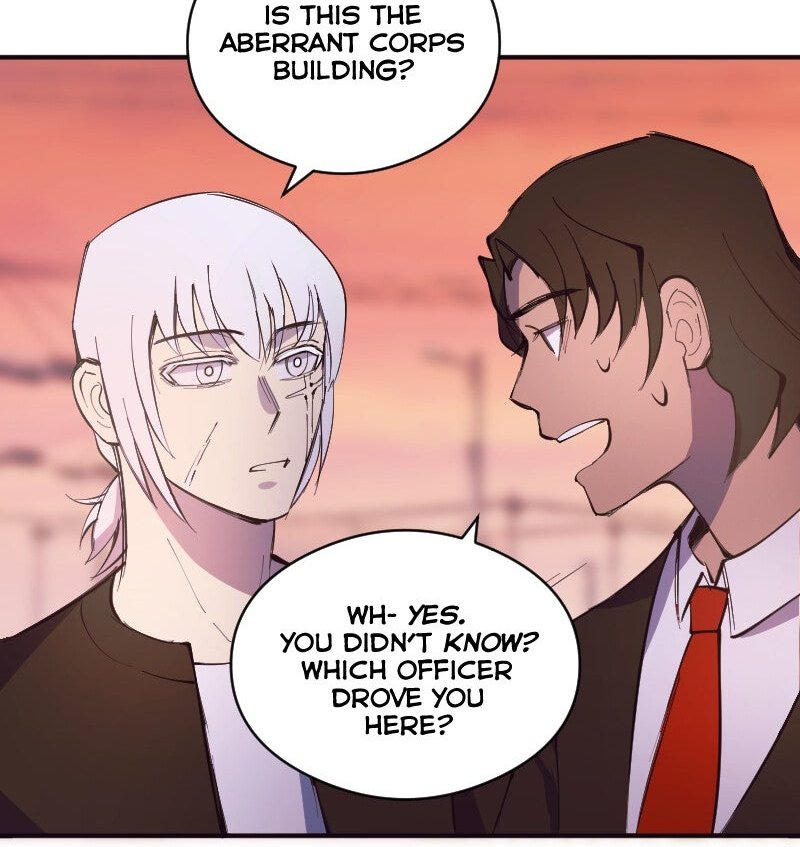 IS THIS THE
ABERRANT CORPS
BUILDING?
WH- YES.
YOU DIDN'T KNOW?
WHICH OFFICER
DROVE YOU
HERE?